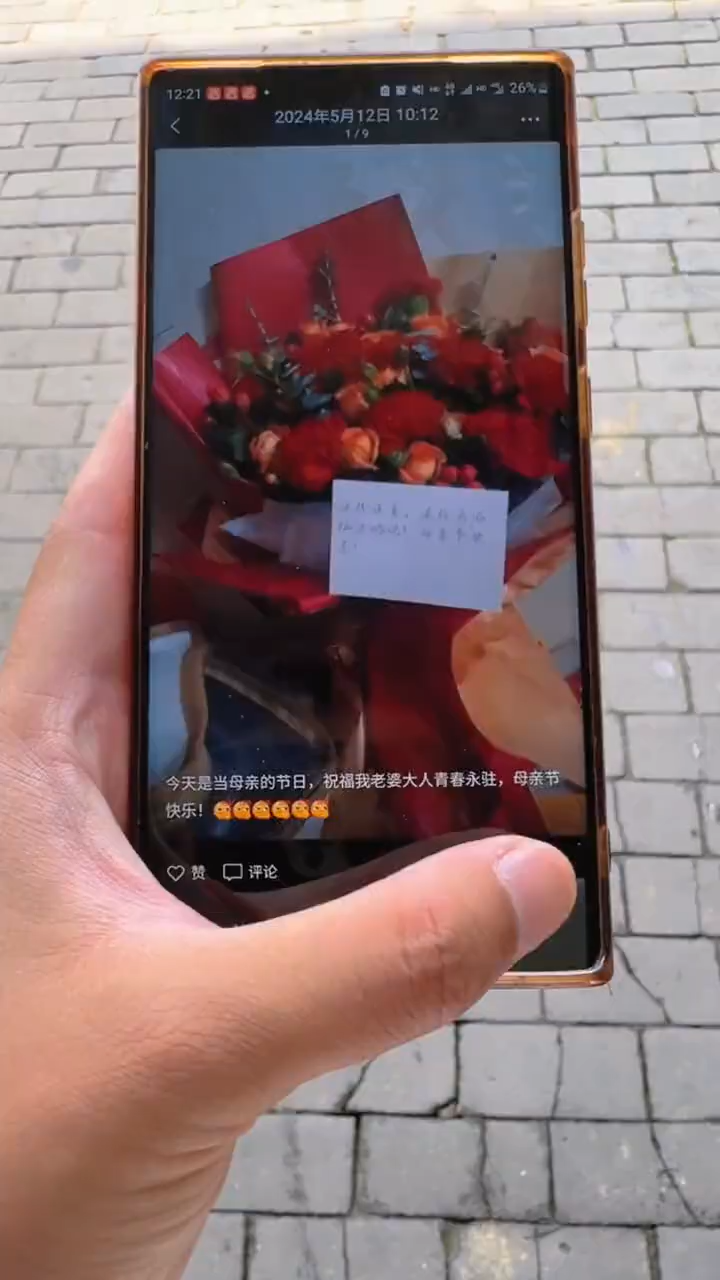 12:21
26%
2024年5月12日 10:12
1/9
今天是当母亲的节日，祝福我老婆大人青春永驻，母亲节
快乐！
赞 评论